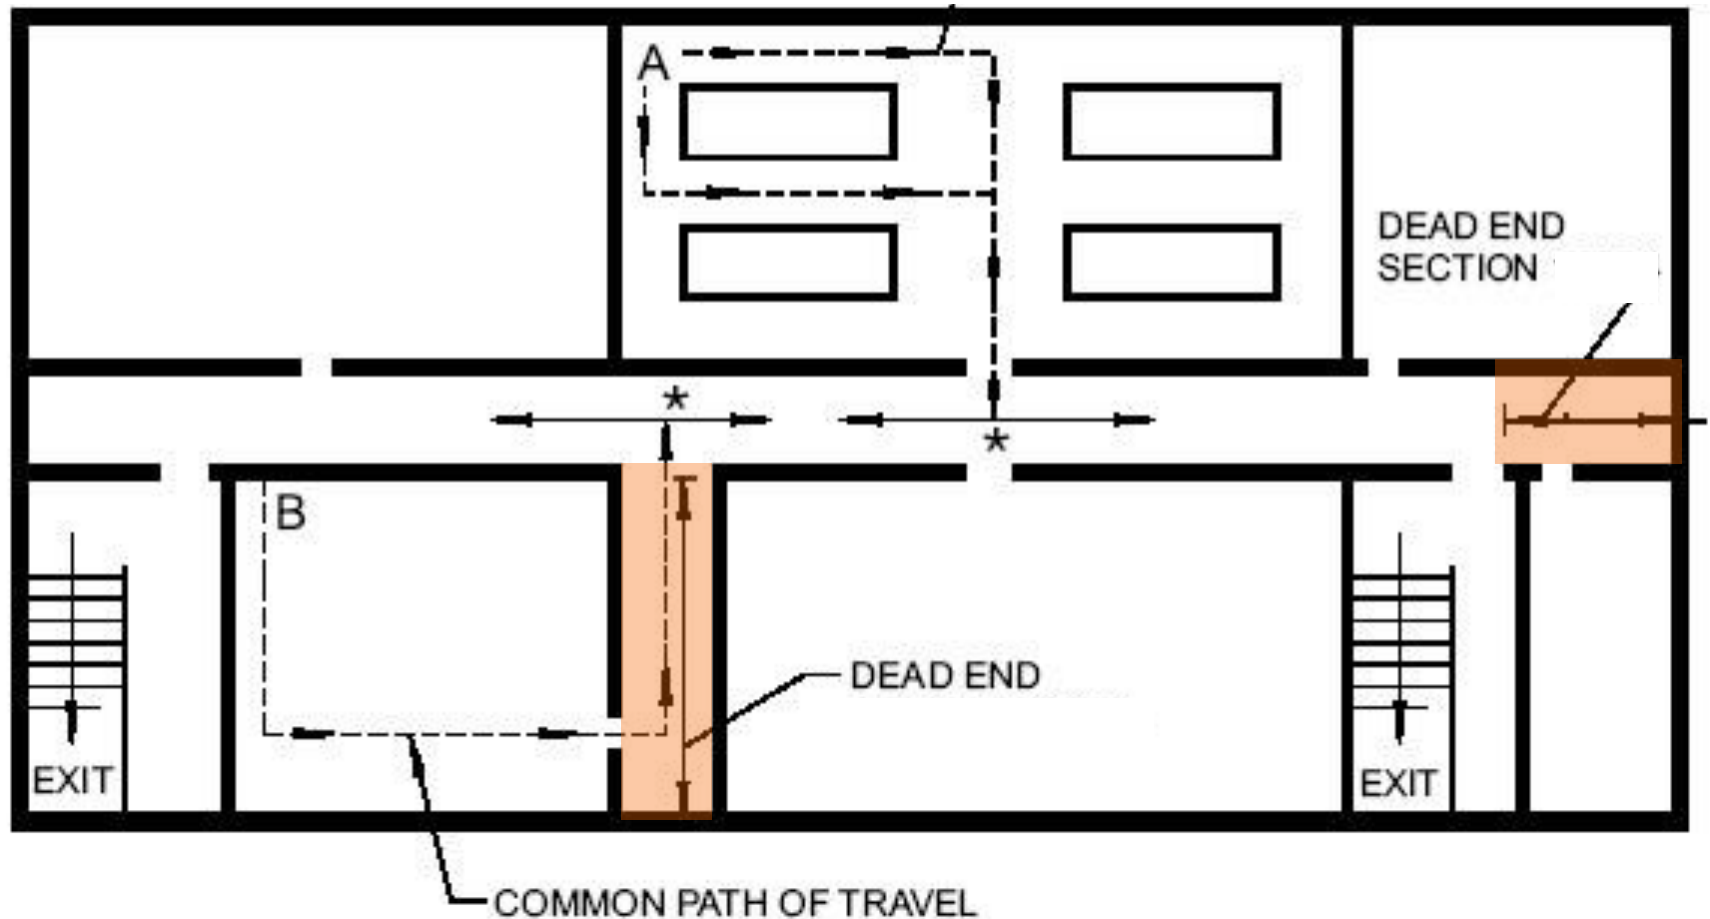 A
DEAD END
SECTION
*
*
B
DEAD END
EXIT
EXIT
COMMON PATH OF TRAVEL